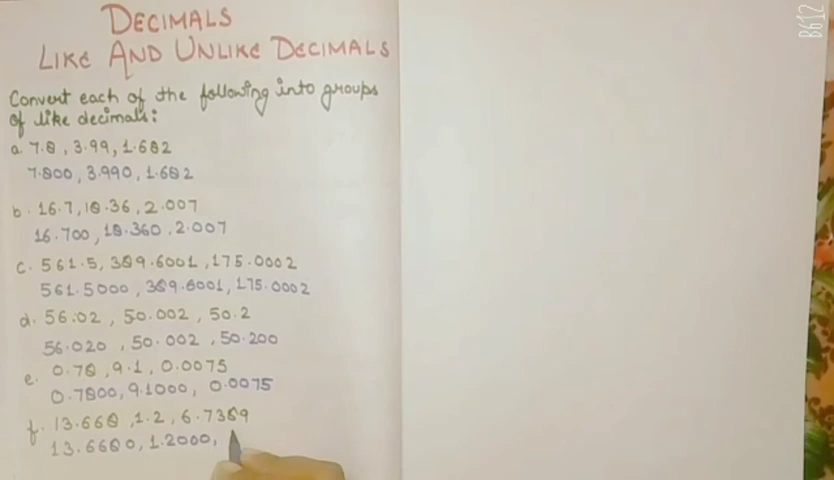 DECIMALS
LIKE AND UNLIKE DECIMALS
Convert each of the following into groups
of like decimals:
a. 7.8, 3.99, 1.682
7.800, 3.990, 1.682
b. 16.7, 18.36, 2.007
16.700, 18.360, 2.007
c. 561.5, 389.6001, 175.0002
561.5000, 389.6001, 175.0002
d. 56.02, 50.002, 50.2
56.020, 50.002, 50.200
e. 0.78, 9.1, 0.0075
0.7800, 9.1000, 0.0075
f. 13.668, 1.2, 6.7389
13.6680, 1.2000,
B612